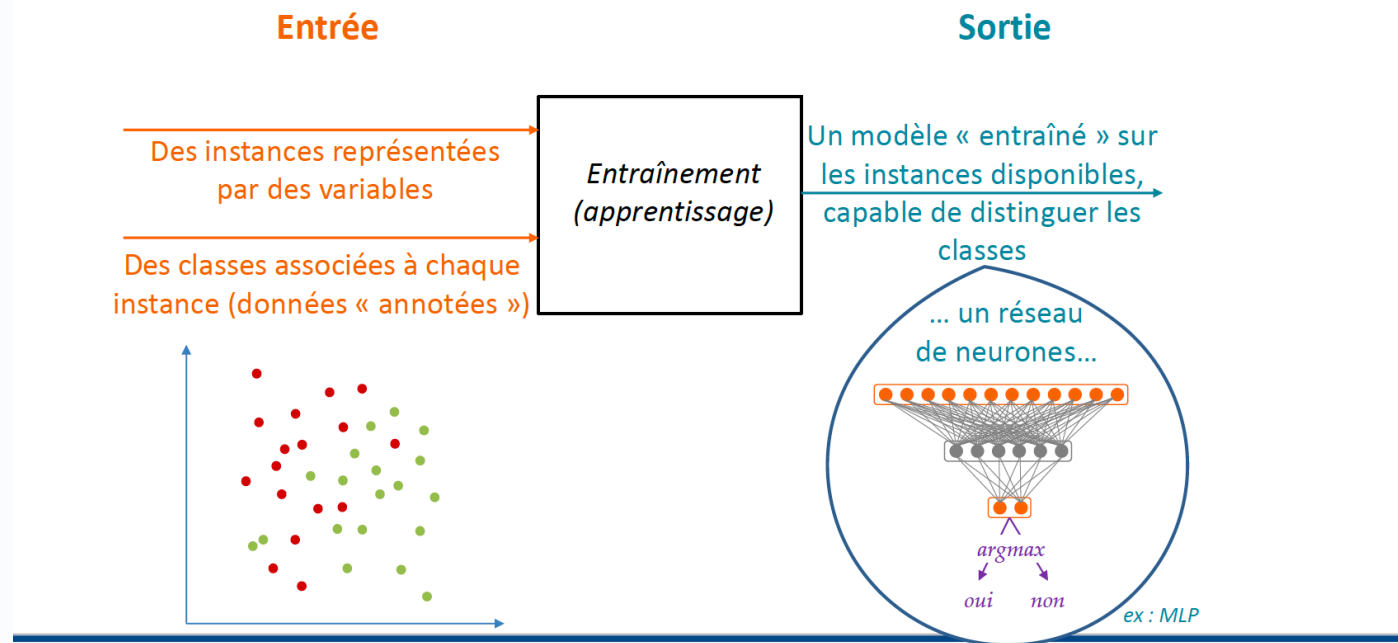 Entrée
Sortie
Des instances représentées
par des variables
Des classes associées à chaque
instance (données « annotées »)
Entraînement
(apprentissage)
Un modèle « entraîné » sur
les instances disponibles,
capable de distinguer les
classes
... un réseau
de neurones...
argmax
oui non
ex : MLP